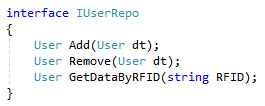 interface IUserRepo
{
    User Add(User dt);
    User Remove(User dt);
    User GetDataByRFID(string RFID);
}